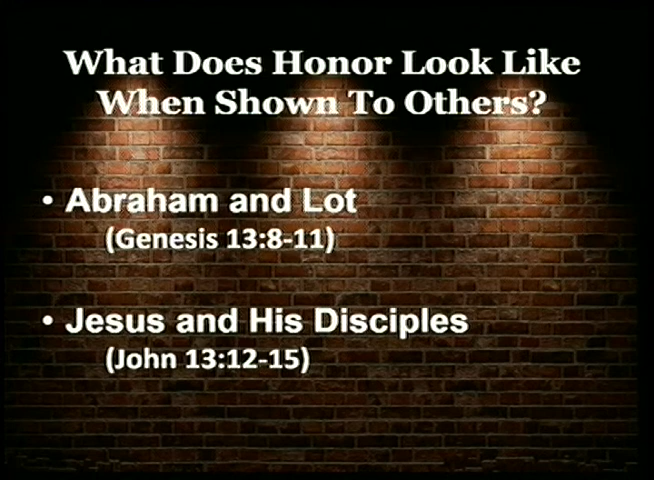 What Does Honor Look Like
When Shown To Others?
• Abraham and Lot
(Genesis 13:8-11)
• Jesus and His Disciples
(John 13:12-15)